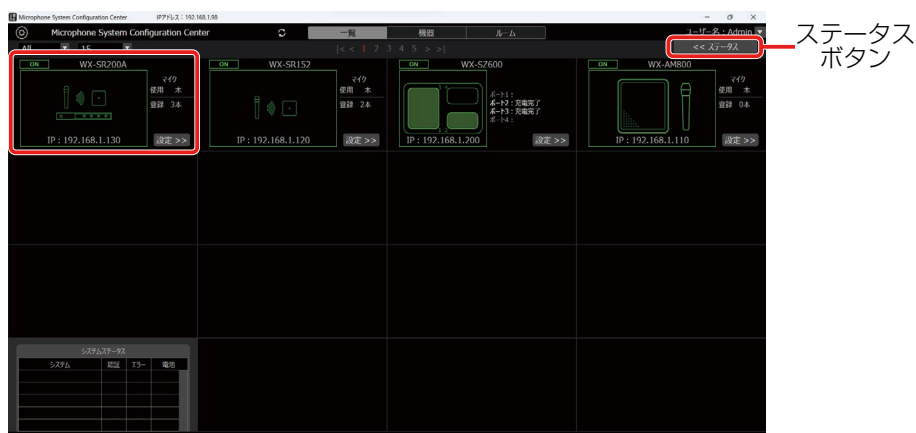 Microphone System Configuration Center IPアドレス : 192.168.1.98
Microphone System Configuration Center 一覧 機器 ルーム ユーザー名 : Admin
All 15 |< < 1 2 3 4 5 > >| << ステータス
ステータス
ボタン
ON WX-SR200A
マイク
使用 本
登録 3本
IP : 192.168.1.130 設定 >>
ON WX-SR152
マイク
使用 本
登録 2本
IP : 192.168.1.120 設定 >>
ON WX-SZ600
1 2
ポート1 :
ポート2 : 充電完了
ポート3 : 充電完了
ポート4 :
IP : 192.168.1.200 設定 >>
ON WX-AM800
マイク
使用 本
登録 0本
IP : 192.168.1.110 設定 >>
システムステータス
システム 認証 エラー 電池